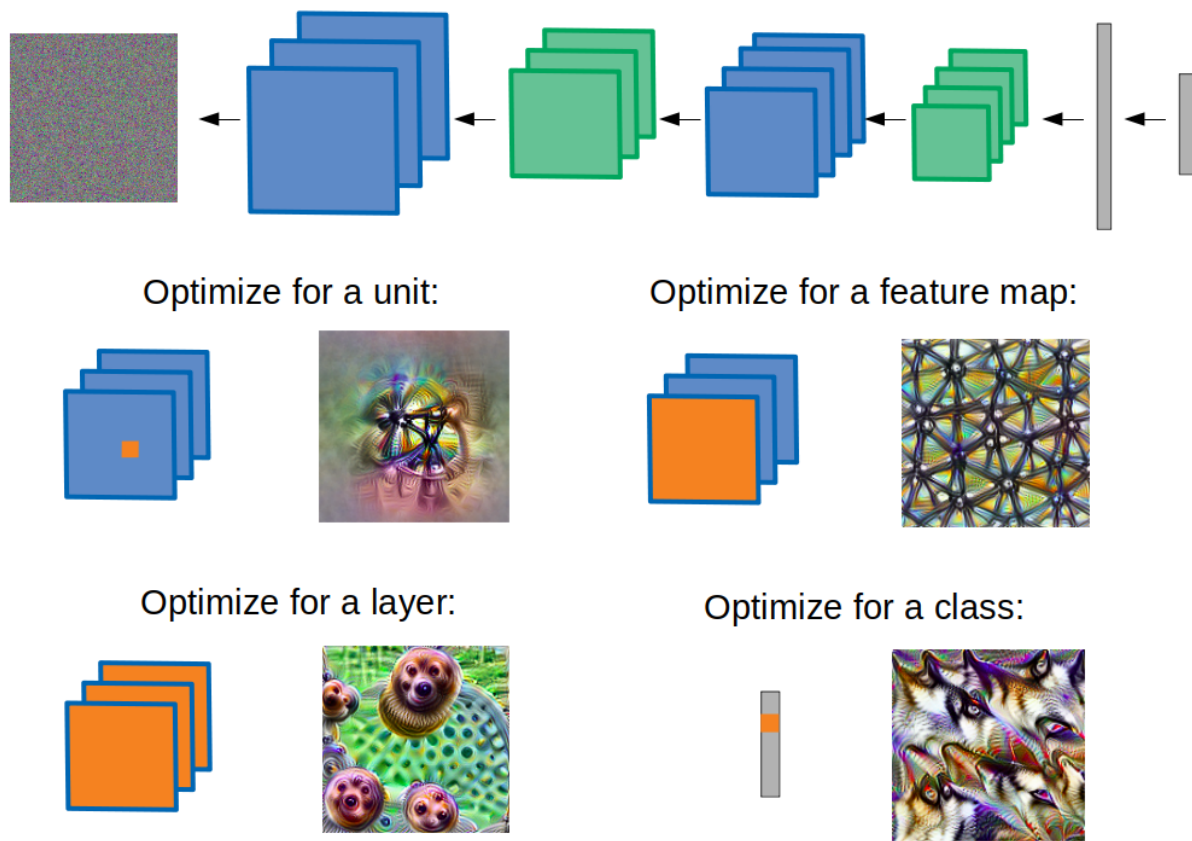 Optimize for a unit:
Optimize for a feature map:
Optimize for a layer:
Optimize for a class: